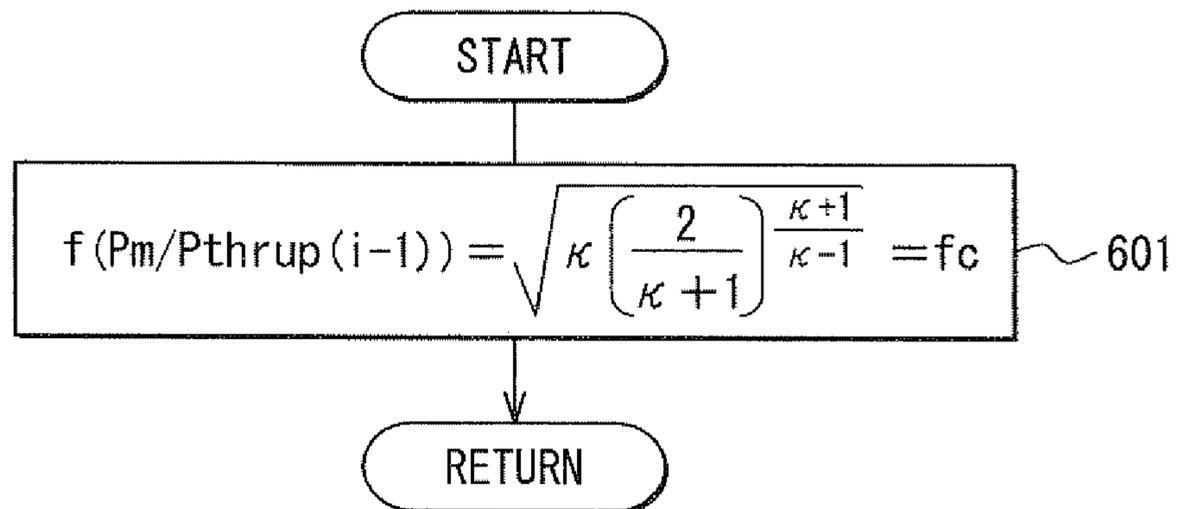 START
f(Pm/Pthrup(i-1))=√κ(2/κ+1)^κ+1/κ-1 =fc
601
RETURN